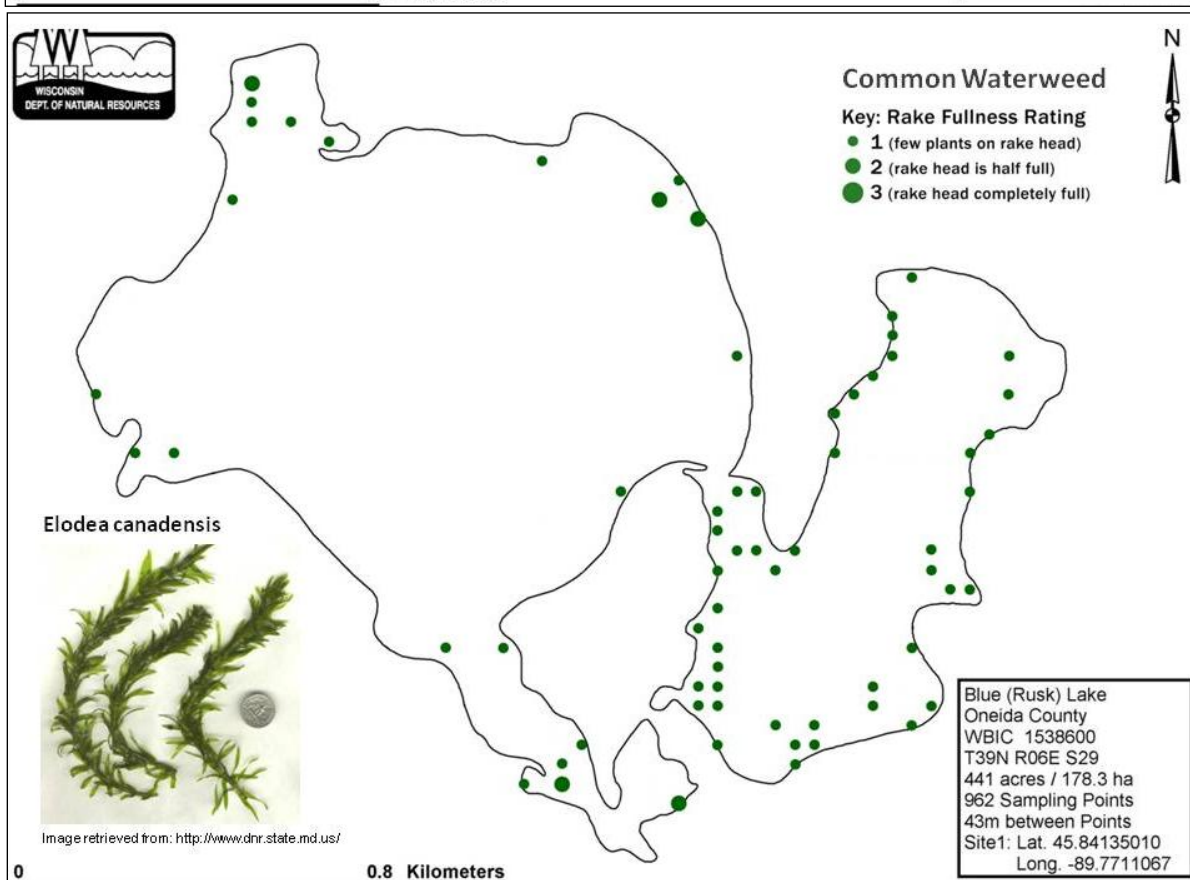 W
WISCONSIN
DEPT. OF NATURAL RESOURCES
N
Common Waterweed
Key: Rake Fullness Rating
1 (few plants on rake head)
2 (rake head is half full)
3 (rake head completely full)
Elodea canadensis
Image retrieved from: http://www.dnr.state.md.us/
0 0.8 Kilometers
Blue (Rusk) Lake
Oneida County
WBIC 1538600
T39N R06E S29
441 acres / 178.3 ha
962 Sampling Points
43m between Points
Site1: Lat. 45.84135010
Long. -89.7711067